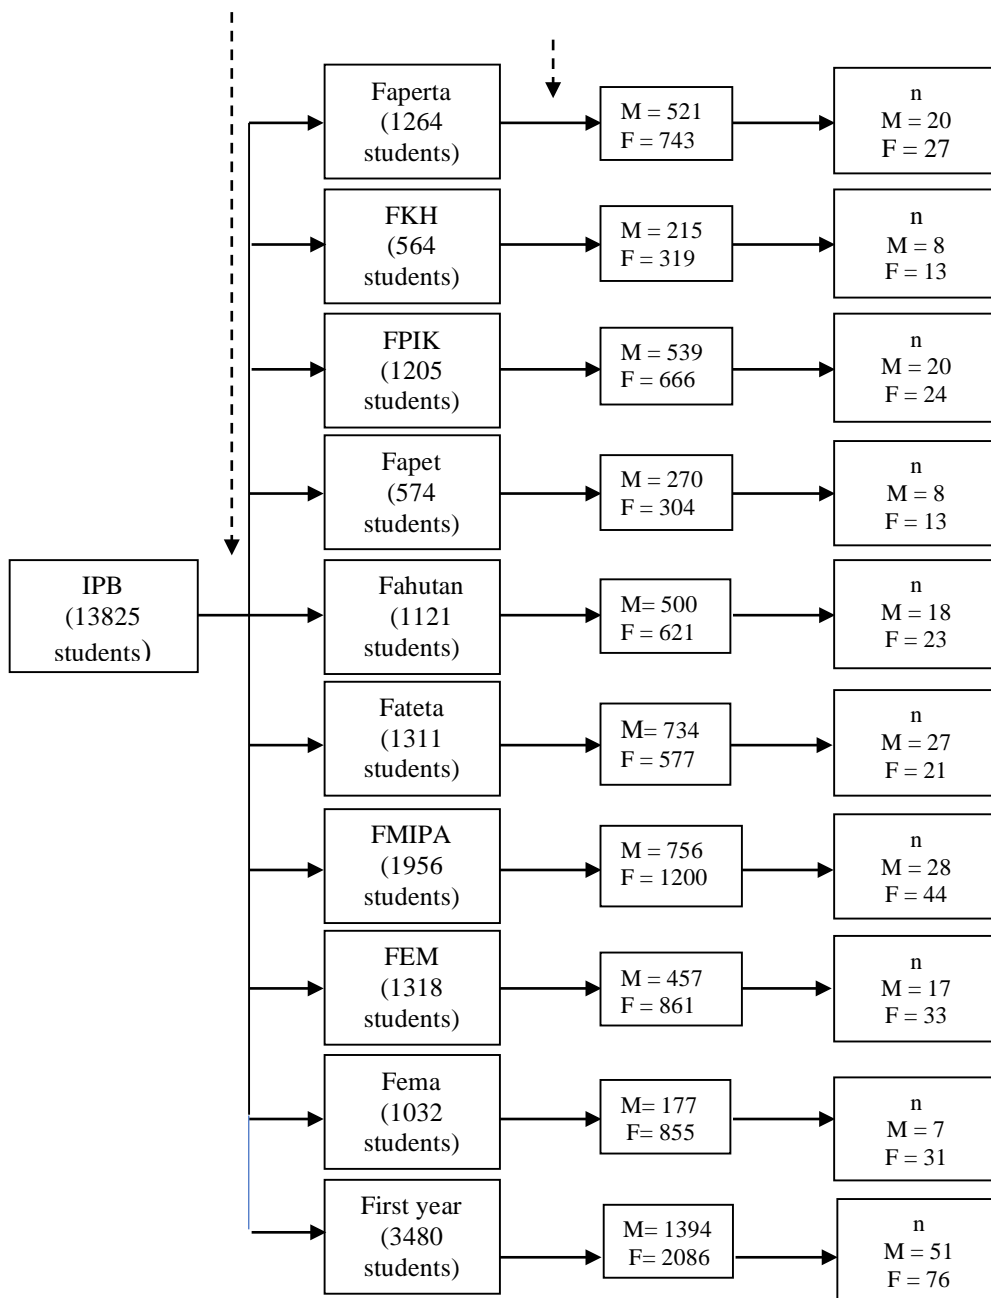 Faperta
(1264
students)
M = 521
F = 743
n
M = 20
F = 27
FKH
(564
students)
M = 215
F = 319
n
M = 8
F = 13
FPIK
(1205
students)
M = 539
F = 666
n
M = 20
F = 24
Fapet
(574
students)
M = 270
F = 304
n
M = 8
F = 13
IPB
(13825
students)
Fahutan
(1121
students)
M= 500
F = 621
n
M = 18
F = 23
Fateta
(1311
students)
M= 734
F = 577
n
M = 27
F = 21
FMIPA
(1956
students)
M = 756
F = 1200
n
M = 28
F = 44
FEM
(1318
students)
M = 457
F = 861
n
M = 17
F = 33
Fema
(1032
students)
M= 177
F= 855
n
M = 7
F = 31
First year
(3480
students)
M= 1394
F= 2086
n
M = 51
F = 76